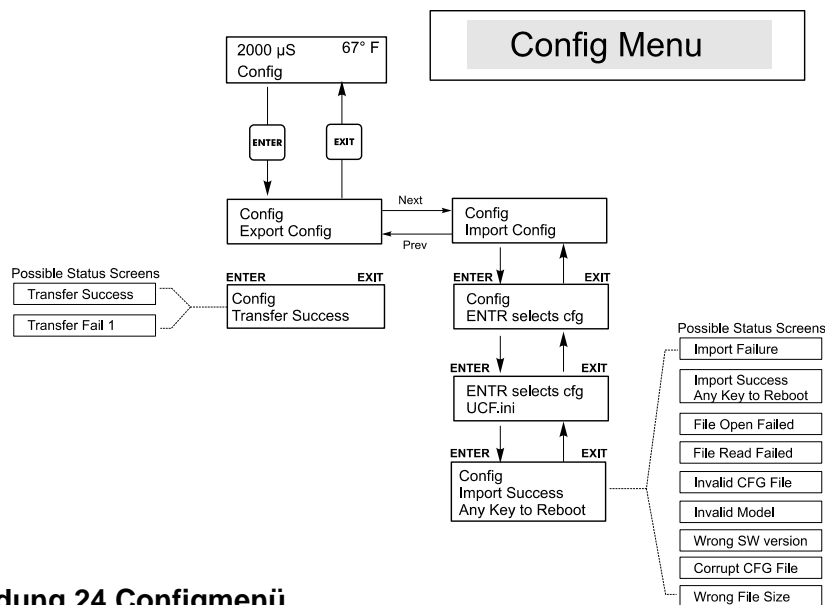 Config Menu
2000 µS 67° F
Config
ENTER
EXIT
Config
Export Config
Next
Prev
Config
Import Config
Possible Status Screens
Transfer Success
Transfer Fail 1
ENTER EXIT
Config
Transfer Success
ENTER EXIT
Config
ENTR selects cfg
ENTER EXIT
ENTR selects cfg
UCF.ini
ENTER EXIT
Config
Import Success
Any Key to Reboot
Possible Status Screens
Import Failure
Import Success
Any Key to Reboot
File Open Failed
File Read Failed
Invalid CFG File
Invalid Model
Wrong SW version
Corrupt CFG File
Wrong File Size
dung 24 Configmenü